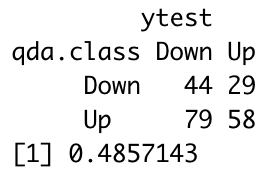 ytest
qda.class Down Up
Down 44 29
Up 79 58
[1] 0.4857143